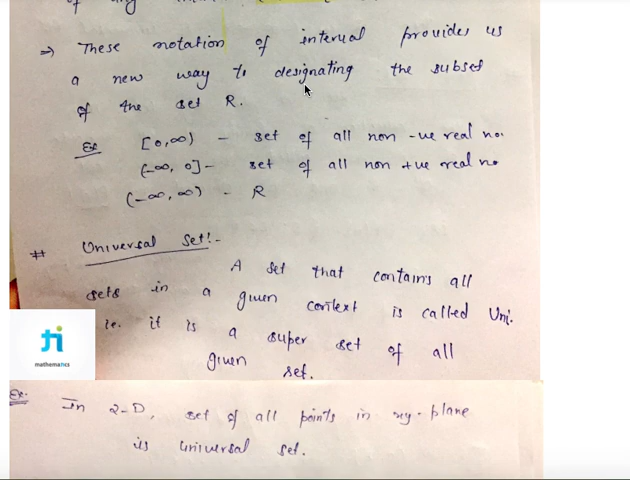 of any
⇒ These notation of interval provides us
a new way to designating the subset
of the set R.
Ex [0,∞) - set of all non -ve real no.
(-∞, 0] - set of all non +ve real no
(-∞, ∞) - R
# Universal Set:-
A set that contains all
sets in a given context is called Uni.
i.e. it is a super set of all
given set.
mathematics
Ex. In 2-D, set of all points in xy-plane
is universal set.